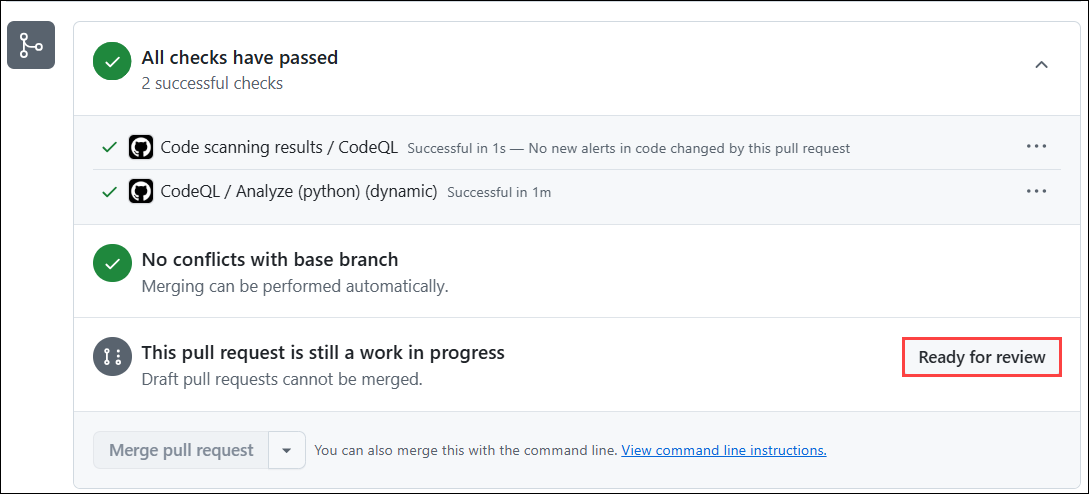 All checks have passed
2 successful checks
Code scanning results / CodeQL Successful in 1s — No new alerts in code changed by this pull request
CodeQL / Analyze (python) (dynamic) Successful in 1m
No conflicts with base branch
Merging can be performed automatically.
This pull request is still a work in progress
Ready for review
Draft pull requests cannot be merged.
Merge pull request You can also merge this with the command line. View command line instructions.